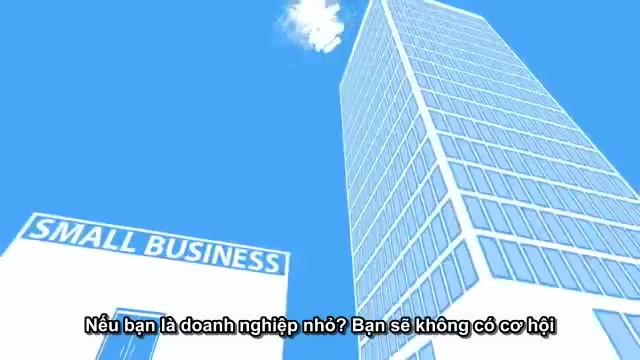 SMALL BUSINESS
Nếu bạn là doanh nghiệp nhỏ? Bạn sẽ không có cơ hội